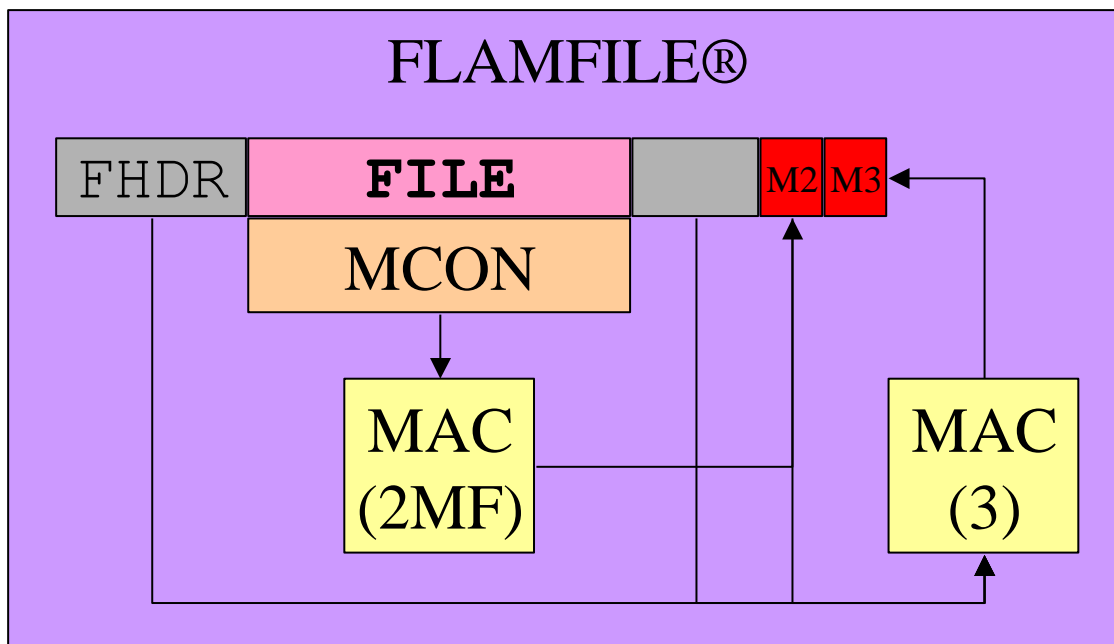 FLAMFILE®
FHDR
FILE
M2
M3
MCON
MAC
(2MF)
MAC
(3)